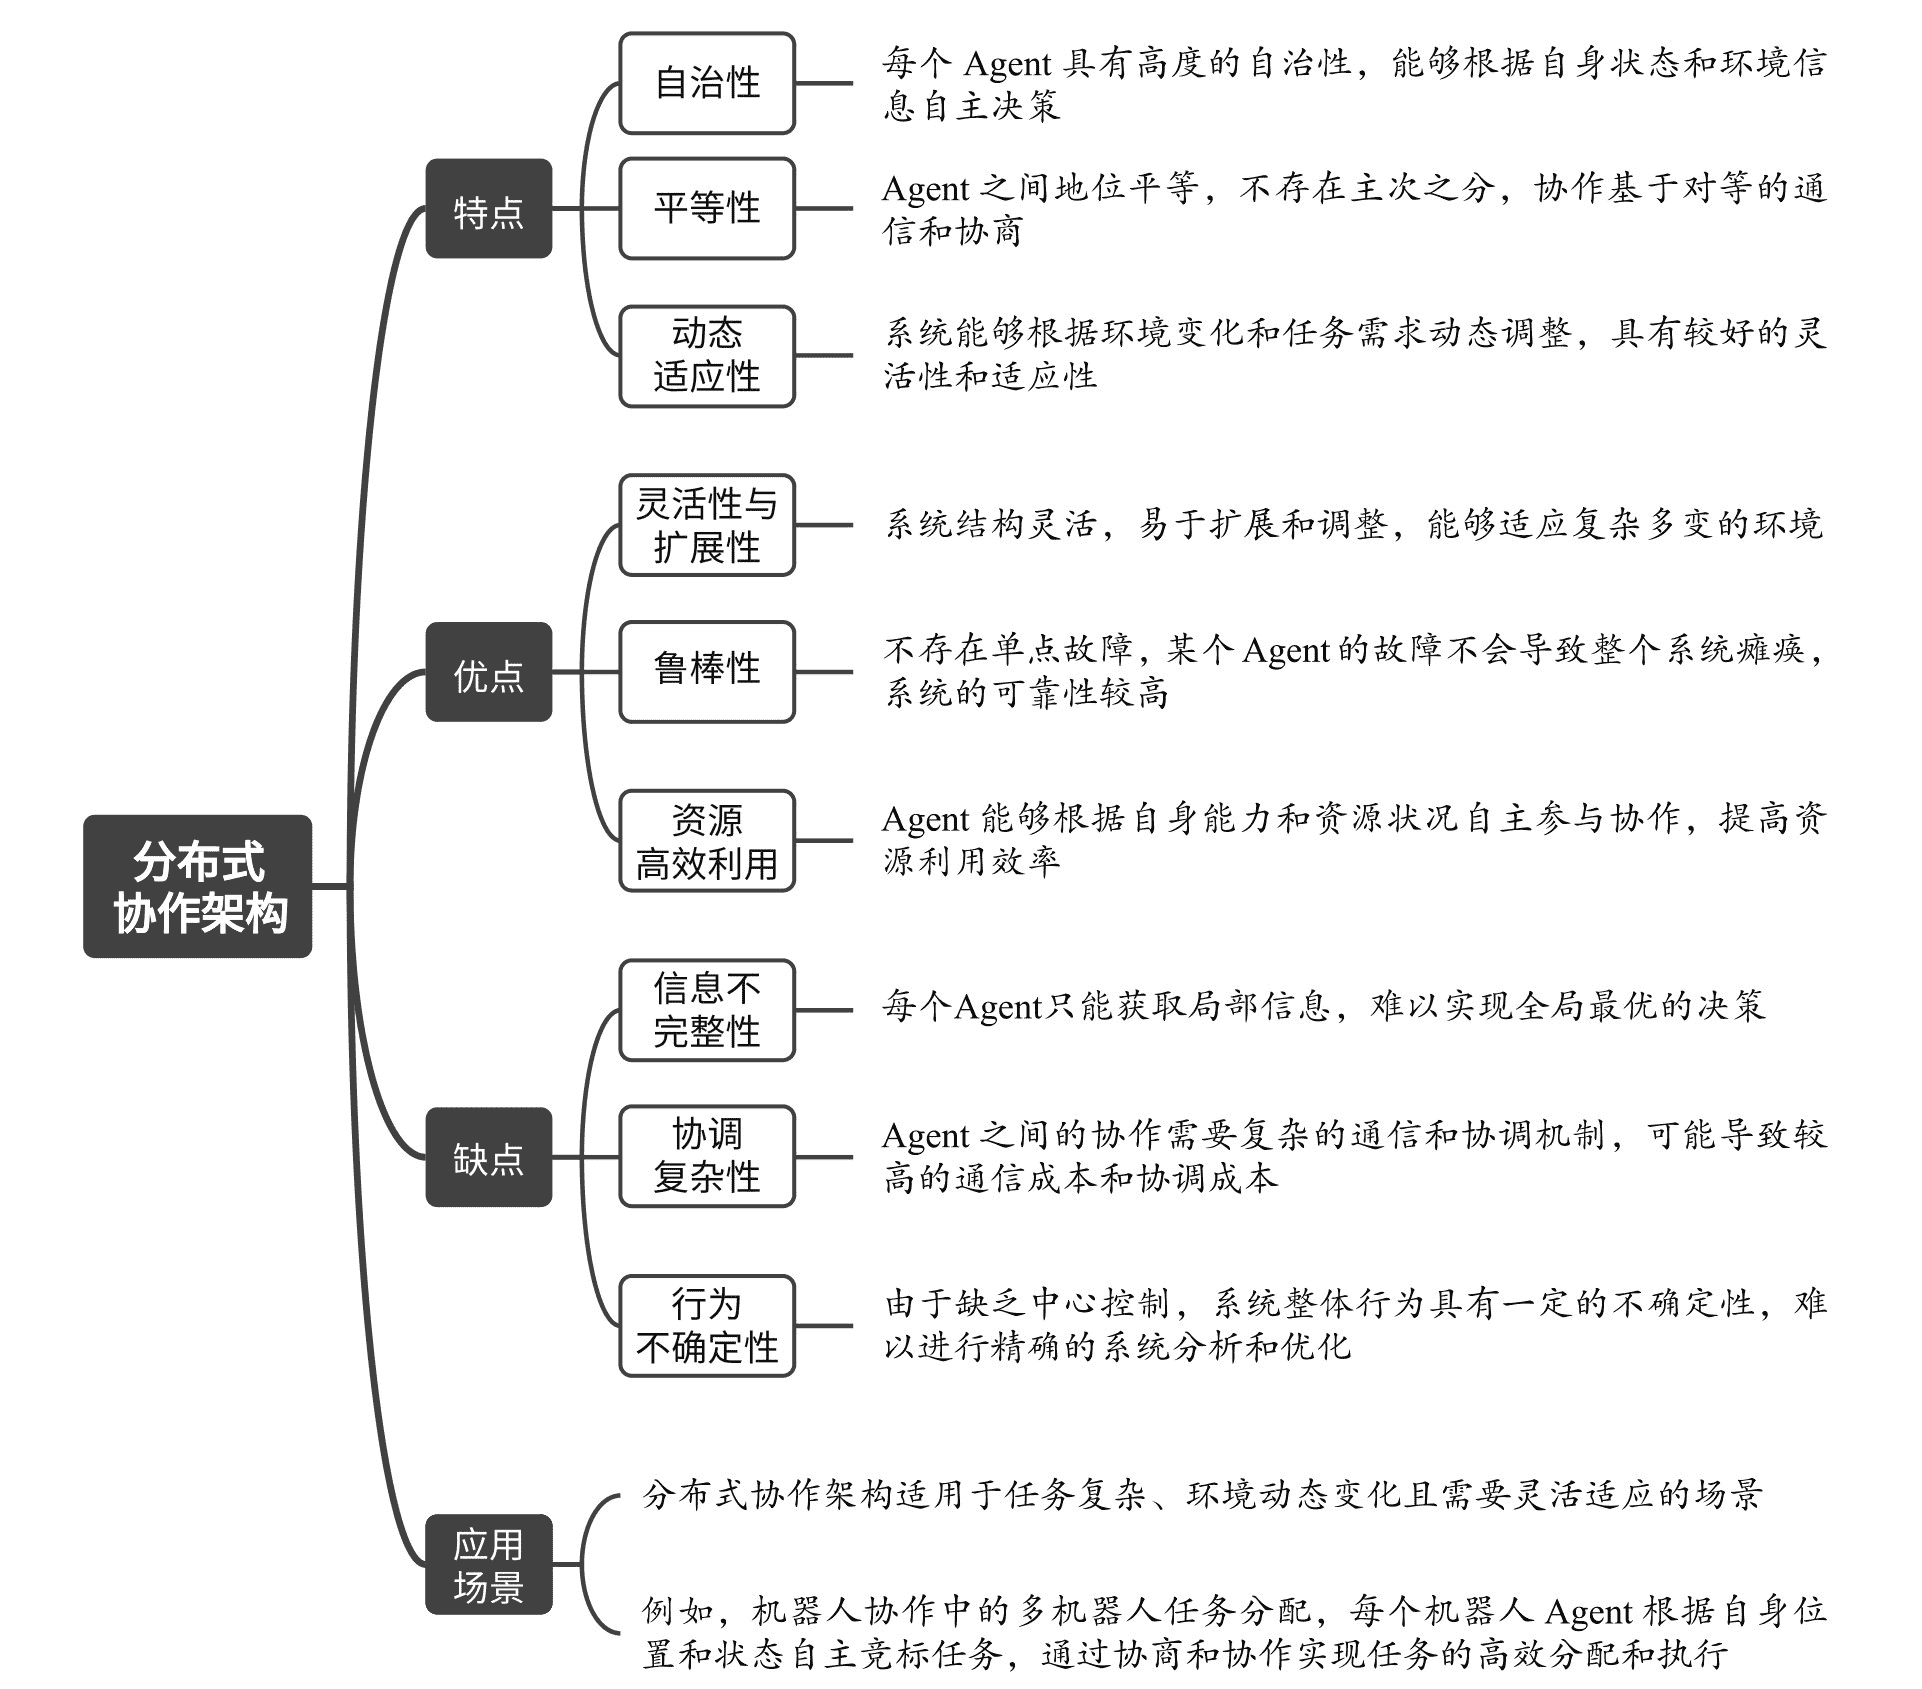 分布式
协作架构
特点
自治性
每个 Agent 具有高度的自治性，能够根据自身状态和环境信
息自主决策
平等性
Agent 之间地位平等，不存在主次之分，协作基于对等的通
信和协商
动态
适应性
系统能够根据环境变化和任务需求动态调整，具有较好的灵
活性和适应性
优点
灵活性与
扩展性
系统结构灵活，易于扩展和调整，能够适应复杂多变的环境
鲁棒性
不存在单点故障，某个Agent的故障不会导致整个系统瘫痪，
系统的可靠性较高
资源
高效利用
Agent 能够根据自身能力和资源状况自主参与协作，提高资
源利用效率
缺点
信息不
完整性
每个Agent只能获取局部信息，难以实现全局最优的决策
协调
复杂性
Agent 之间的协作需要复杂的通信和协调机制，可能导致较
高的通信成本和协调成本
行为
不确定性
由于缺乏中心控制，系统整体行为具有一定的不确定性，难
以进行精确的系统分析和优化
应用
场景
分布式协作架构适用于任务复杂、环境动态变化且需要灵活适应的场景
例如，机器人协作中的多机器人任务分配，每个机器人 Agent 根据自身位
置和状态自主竞标任务，通过协商和协作实现任务的高效分配和执行